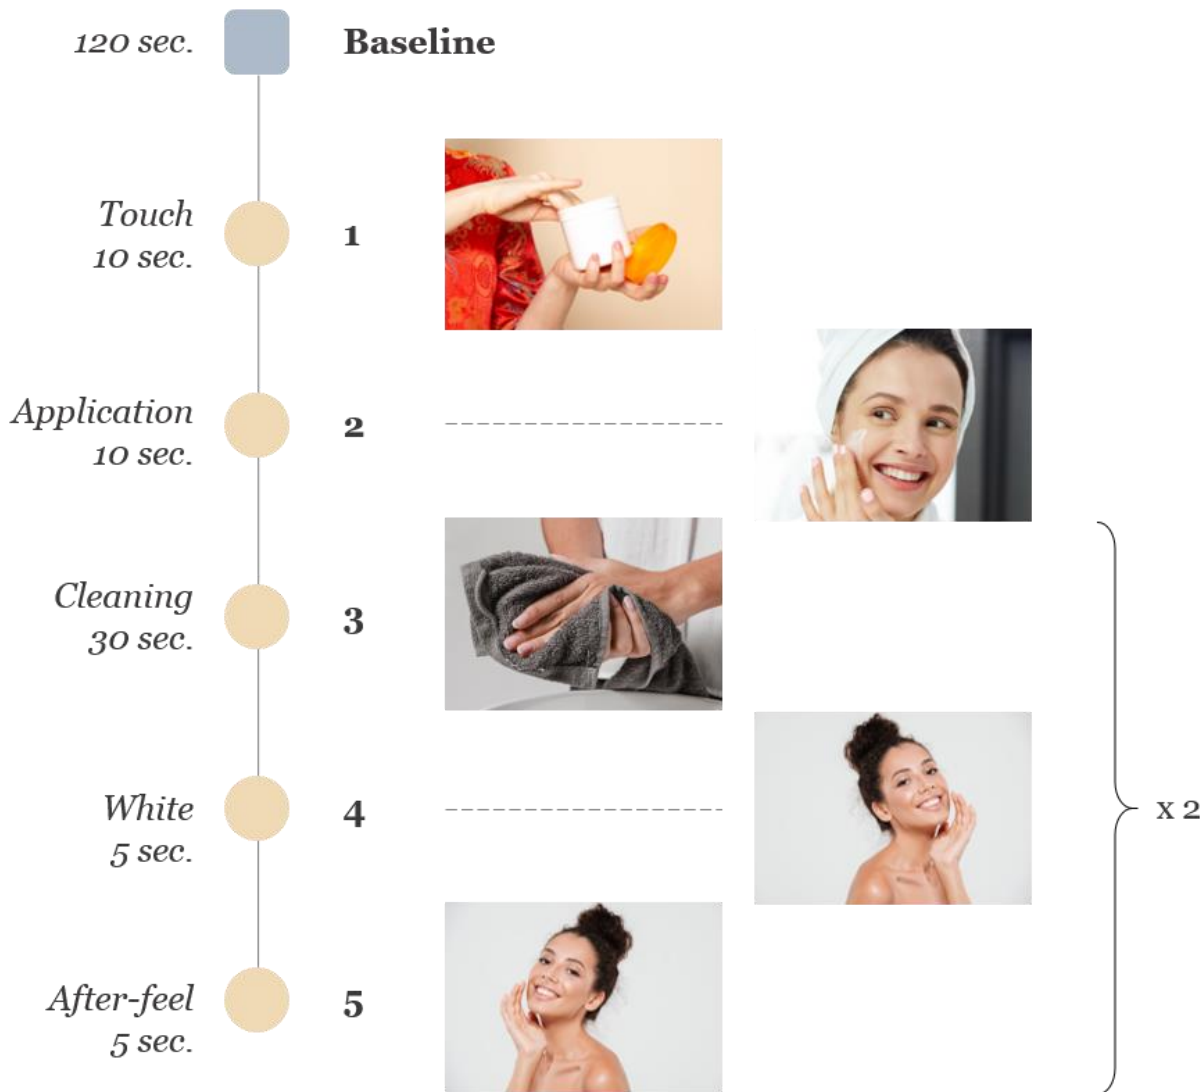 120 sec.
Baseline
Touch
10 sec.
1
Application
10 sec.
2
Cleaning
30 sec.
3
White
5 sec.
4
x 2
After-feel
5 sec.
5